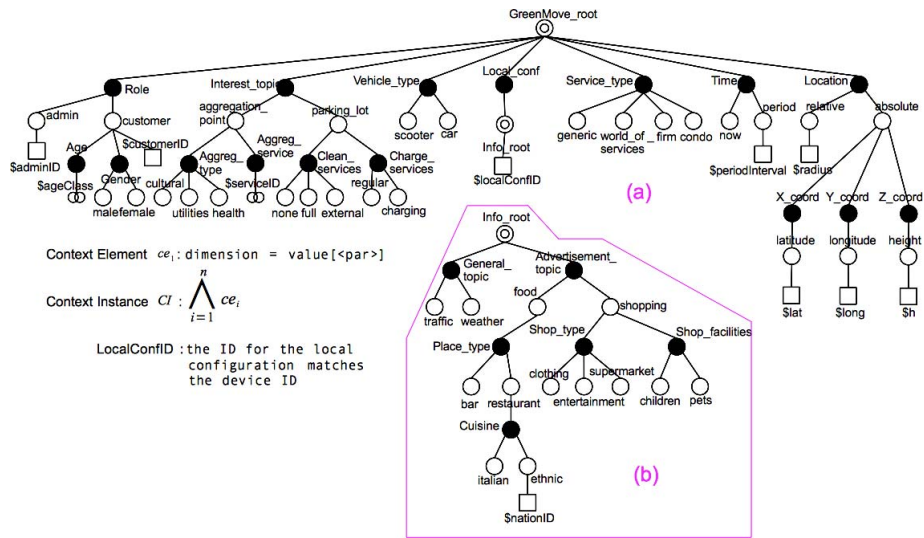 GreenMove_root
Role
Interest_topic
Vehicle_type
Local_conf
Service_type
Time
Location
admin
customer
aggregation_
point
parking_lot
scooter
car
generic
world_of_
services
firm
condo
now
period
relative
absolute
$adminID
Age
$customerID
Gender
$ageClass
male
female
Aggreg_
type
Aggreg_
service
cultural
utilities
health
$serviceID
Clean_
services
Charge_
services
none
full
external
regular
charging
Info_root
$localConfID
(a)
$periodInterval
$radius
X_coord
Y_coord
Z_coord
latitude
longitude
height
$lat
$long
$h
Context Element ce_i: dimension = value[<par>]
Context Instance CI : n ⋀ i=1 ce_i
LocalConfID : the ID for the local
configuration matches
the device ID
Info_root
General_
topic
Advertisement_
topic
traffic
weather
food
shopping
Place_type
Shop_type
Shop_facilities
bar
restaurant
clothing
entertainment
supermarket
children
pets
Cuisine
italian
ethnic
$nationID
(b)